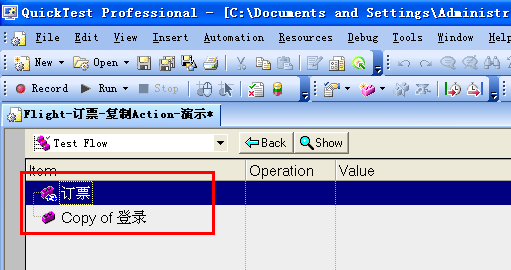 QuickTest Professional - [C:\Documents and Settings\Administr
File Edit View Insert Automation Resources Debug Tools Window Help
New Open
Record Run Stop
Flight-订票-复制Action-演示*
Test Flow Back Show
Item Operation Value
订票
Copy of 登录